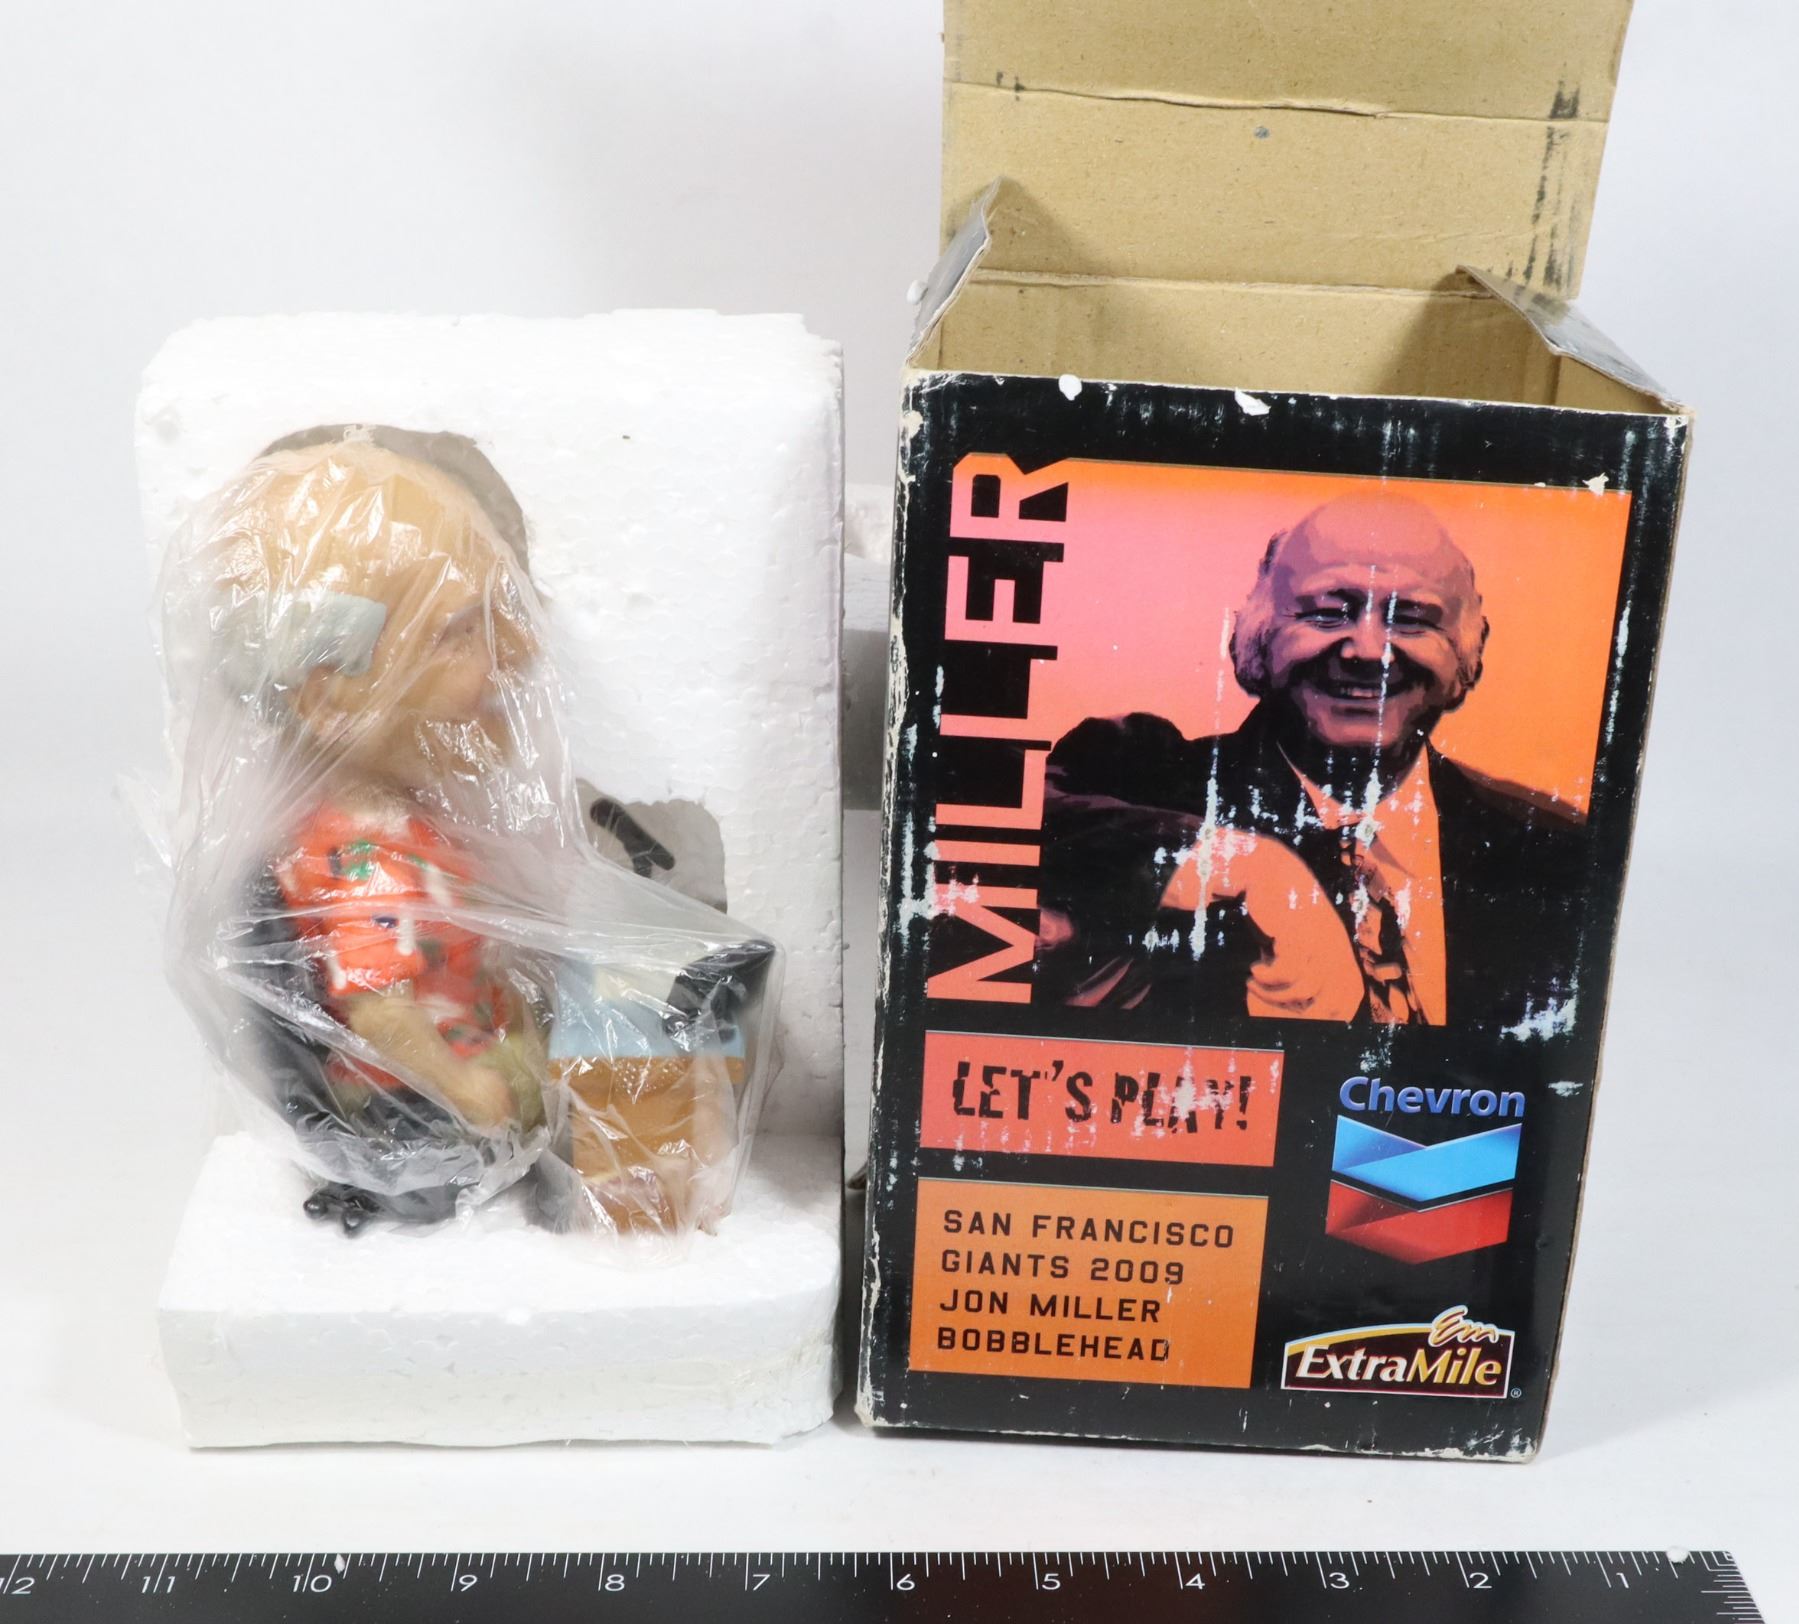 MILLER
LET'S PLAY!
Chevron
SAN FRANCISCO
GIANTS 2009
JON MILLER
BOBBLEHEAD
Em
ExtraMile®
12 11 10 9 8 7 6 5 4 3 2 1